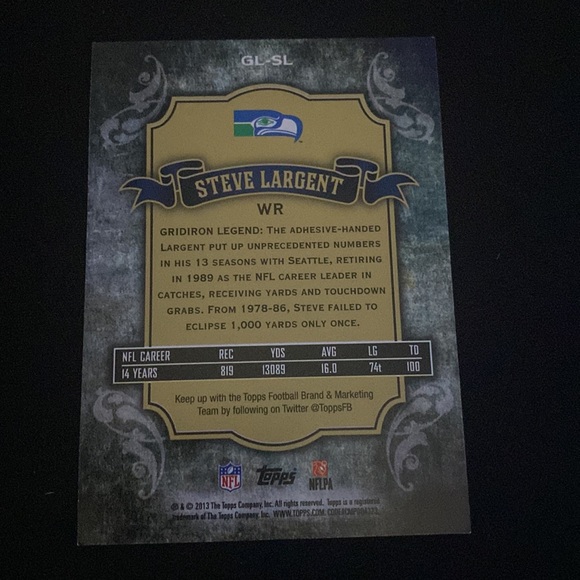 GL-SL
STEVE LARGENT
WR
GRIDIRON LEGEND: THE ADHESIVE-HANDED
LARGENT PUT UP UNPRECEDENTED NUMBERS
IN HIS 13 SEASONS WITH SEATTLE, RETIRING
IN 1989 AS THE NFL CAREER LEADER IN
CATCHES, RECEIVING YARDS AND TOUCHDOWN
GRABS. FROM 1978-86, STEVE FAILED TO
ECLIPSE 1,000 YARDS ONLY ONCE.
NFL CAREER REC YDS AVG LG TD
14 YEARS 819 13089 16.0 74t 100
Keep up with the Topps Football Brand & Marketing
Team by following on Twitter @ToppsFB
NFL Topps NFLPA
® & © 2013 The Topps Company, Inc. All rights reserved. Topps is a registered
trademark of The Topps Company, Inc. WWW.TOPPS.COM.